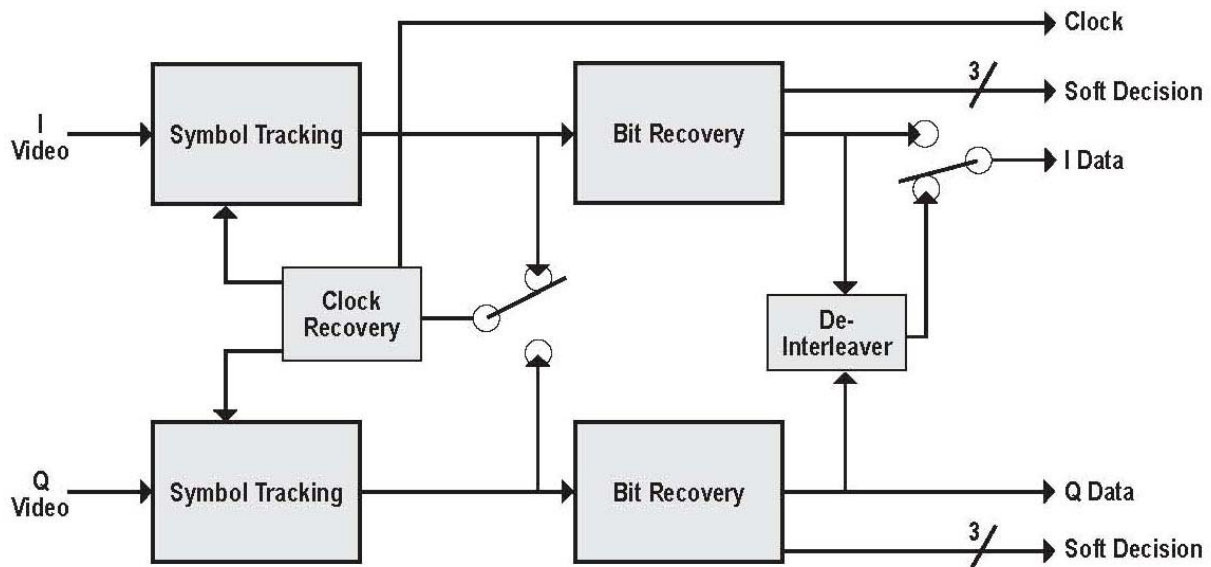 Clock
3
Soft Decision
I
Video
Symbol Tracking
Bit Recovery
I Data
Clock
Recovery
De-
Interleaver
Q
Video
Symbol Tracking
Bit Recovery
Q Data
3
Soft Decision